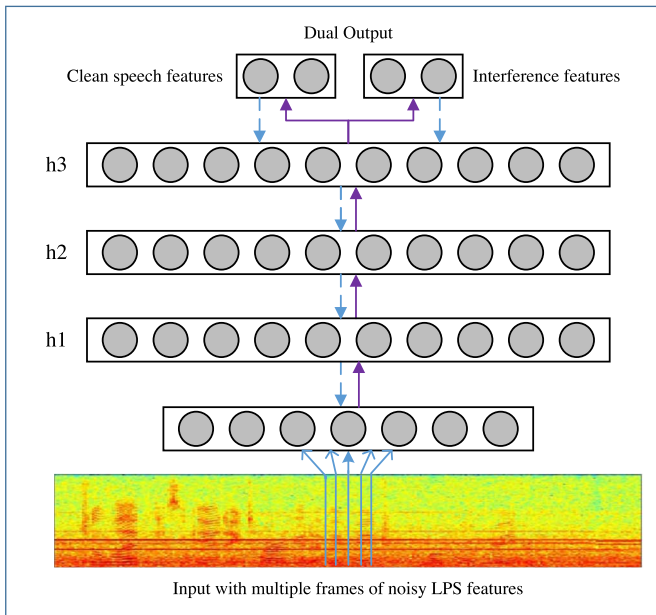 Dual Output
Clean speech features
Interference features
h3
h2
h1
Input with multiple frames of noisy LPS features